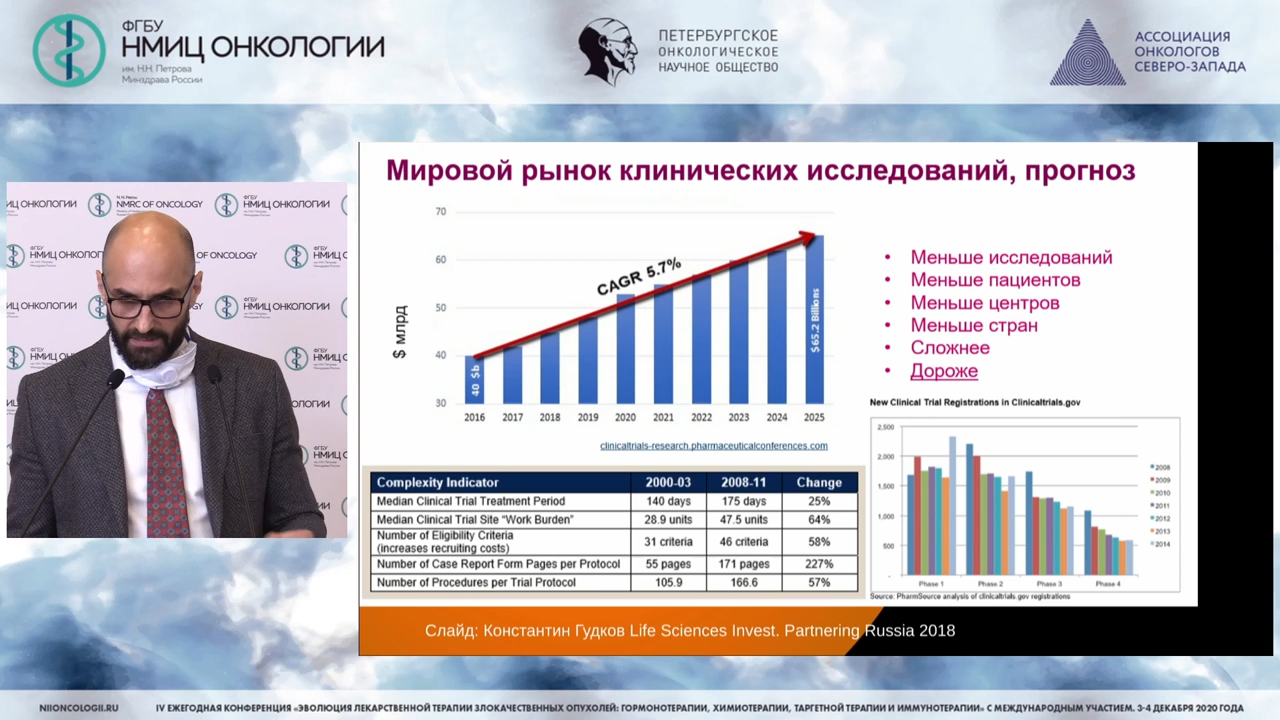 ФГБУ
НМИЦ ОНКОЛОГИИ
им. Н.Н. Петрова
Минздрава России
ПЕТЕРБУРГСКОЕ
ОНКОЛОГИЧЕСКОЕ
НАУЧНОЕ ОБЩЕСТВО
АССОЦИАЦИЯ
ОНКОЛОГОВ
СЕВЕРО-ЗАПАДА
NMRC OF ONCOLOGY
НМИЦ ОНКОЛОГИИ
OF ONCOLOGY
Мировой рынок клинических исследований, прогноз
$ млрд
70
60
50
40
30
CAGR 5.7%
40 $b
$65.2 Billions
2016 2017 2018 2019 2020 2021 2022 2023 2024 2025
clinicaltrials-research.pharmaceuticalconferences.com
• Меньше исследований
• Меньше пациентов
• Меньше центров
• Меньше стран
• Сложнее
• Дороже
Complexity Indicator 2000-03 2008-11 Change
Median Clinical Trial Treatment Period 140 days 175 days 25%
Median Clinical Trial Site "Work Burden" 28.9 units 47.5 units 64%
Number of Eligibility Criteria
(increases recruiting costs) 31 criteria 46 criteria 58%
Number of Case Report Form Pages per Protocol 55 pages 171 pages 227%
Number of Procedures per Trial Protocol 105.9 166.6 57%
New Clinical Trial Registrations in Clinicaltrials.gov
2,500
2,000
1,500
1,000
500
-
Phase 1 Phase 2 Phase 3 Phase 4
2008
2009
2010
2011
2012
2013
2014
Source: PharmSource analysis of clinicaltrials.gov registrations
Слайд: Константин Гудков Life Sciences Invest. Partnering Russia 2018
NIIONCOLOGII.RU
IV ЕЖЕГОДНАЯ КОНФЕРЕНЦИЯ «ЭВОЛЮЦИЯ ЛЕКАРСТВЕННОЙ ТЕРАПИИ ЗЛОКАЧЕСТВЕННЫХ ОПУХОЛЕЙ: ГОРМОНОТЕРАПИИ, ХИМИОТЕРАПИИ, ТАРГЕТНОЙ ТЕРАПИИ И ИММУНОТЕРАПИИ» С МЕЖДУНАРОДНЫМ УЧАСТИЕМ. 3-4 ДЕКАБРЯ 2020 ГОДА